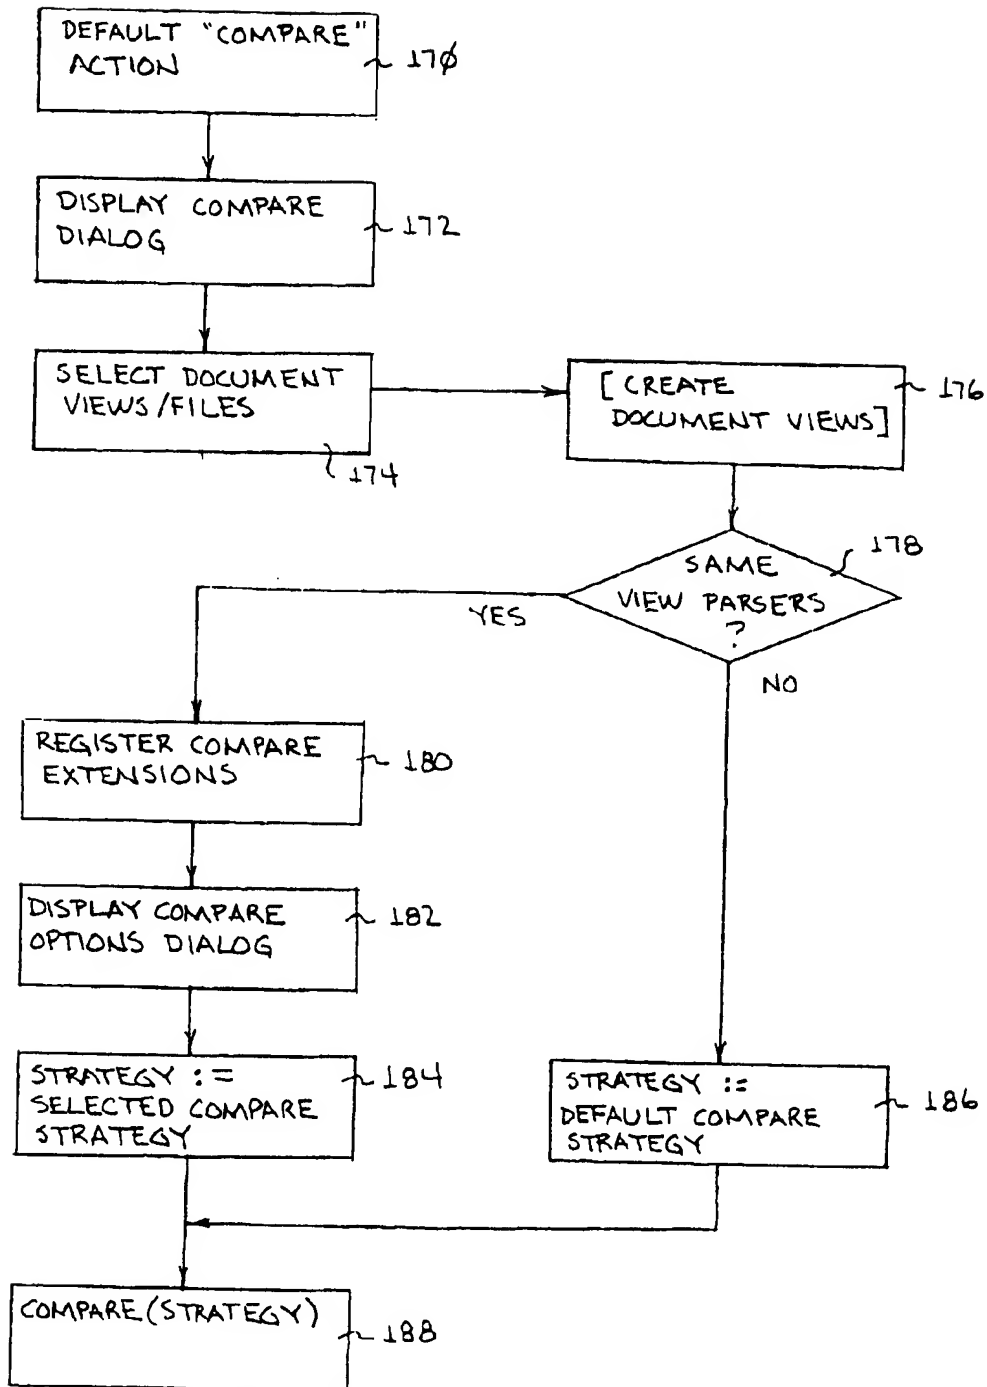 DEFAULT "COMPARE"
ACTION
17Ø
DISPLAY COMPARE
DIALOG
172
SELECT DOCUMENT
VIEWS/FILES
174
[CREATE
DOCUMENT VIEWS]
176
SAME
VIEW PARSERS
?
178
YES
NO
REGISTER COMPARE
EXTENSIONS
180
DISPLAY COMPARE
OPTIONS DIALOG
182
STRATEGY :=
SELECTED COMPARE
STRATEGY
184
STRATEGY :=
DEFAULT COMPARE
STRATEGY
186
COMPARE(STRATEGY)
188